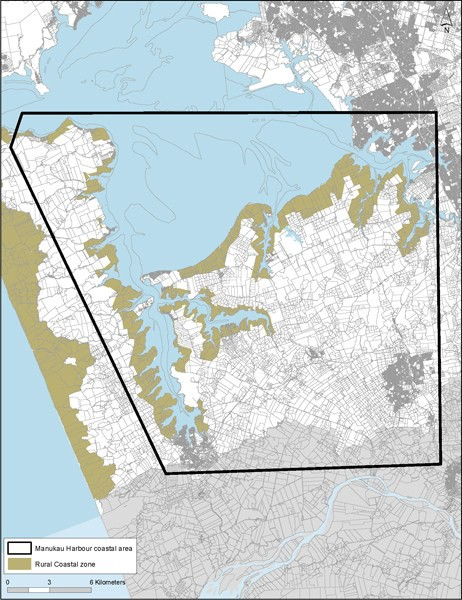 N
Manukau Harbour coastal area
Rural Coastal zone
0 3 6 Kilometers